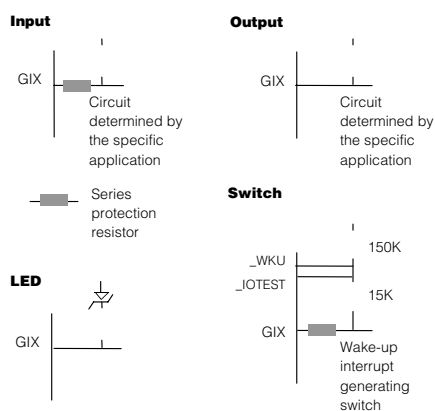 Input
GIX
Circuit
determined by
the specific
application
Series
protection
resistor
LED
GIX
Output
GIX
Circuit
determined by
the specific
application
Switch
150K
_WKU
_IOTEST
15K
GIX
Wake-up
interrupt
generating
switch